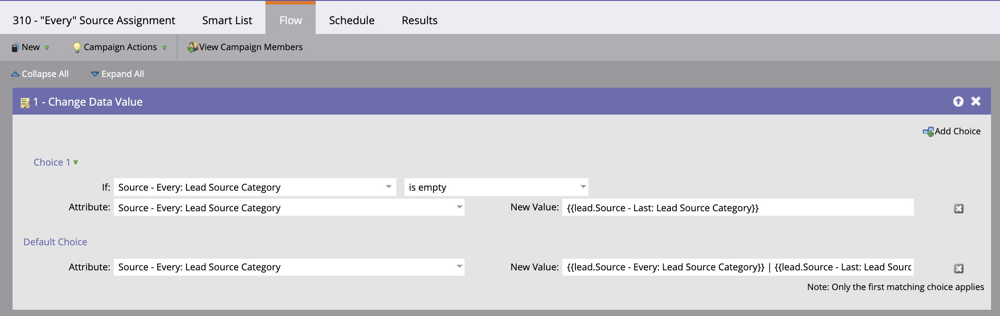 310 - "Every" Source Assignment Smart List Flow Schedule Results
New Campaign Actions View Campaign Members
Collapse All Expand All
1 - Change Data Value
Add Choice
Choice 1
If: Source - Every: Lead Source Category is empty
Attribute: Source - Every: Lead Source Category New Value: {{lead.Source - Last: Lead Source Category}}
Default Choice
Attribute: Source - Every: Lead Source Category New Value: {{lead.Source - Every: Lead Source Category}} | {{lead.Source - Last: Lead Sourc
Note: Only the first matching choice applies